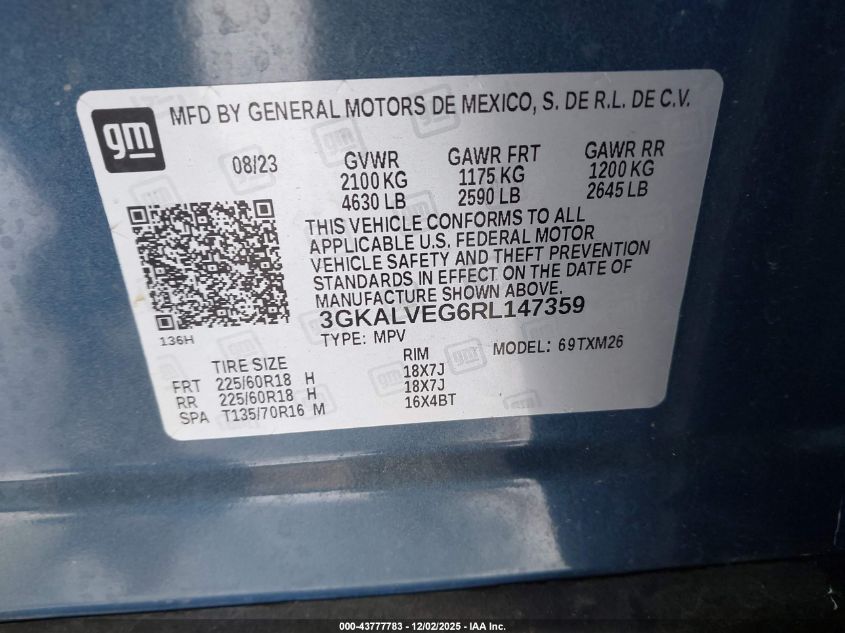 gm
MFD BY GENERAL MOTORS DE MEXICO, S. DE R.L. DE C.V.
08/23 GVWR GAWR FRT GAWR RR
2100 KG 1175 KG 1200 KG
4630 LB 2590 LB 2645 LB
THIS VEHICLE CONFORMS TO ALL
APPLICABLE U.S. FEDERAL MOTOR
VEHICLE SAFETY AND THEFT PREVENTION
STANDARDS IN EFFECT ON THE DATE OF
MANUFACTURE SHOWN ABOVE.
3GKALVEG6RL147359
136H
TYPE: MPV MODEL: 69TXM26
TIRE SIZE RIM
FRT 225/60R18 H 18X7J
RR 225/60R18 H 18X7J
SPA T135/70R16 M 16X4BT
000-43777783 - 12/02/2025 - IAA Inc.